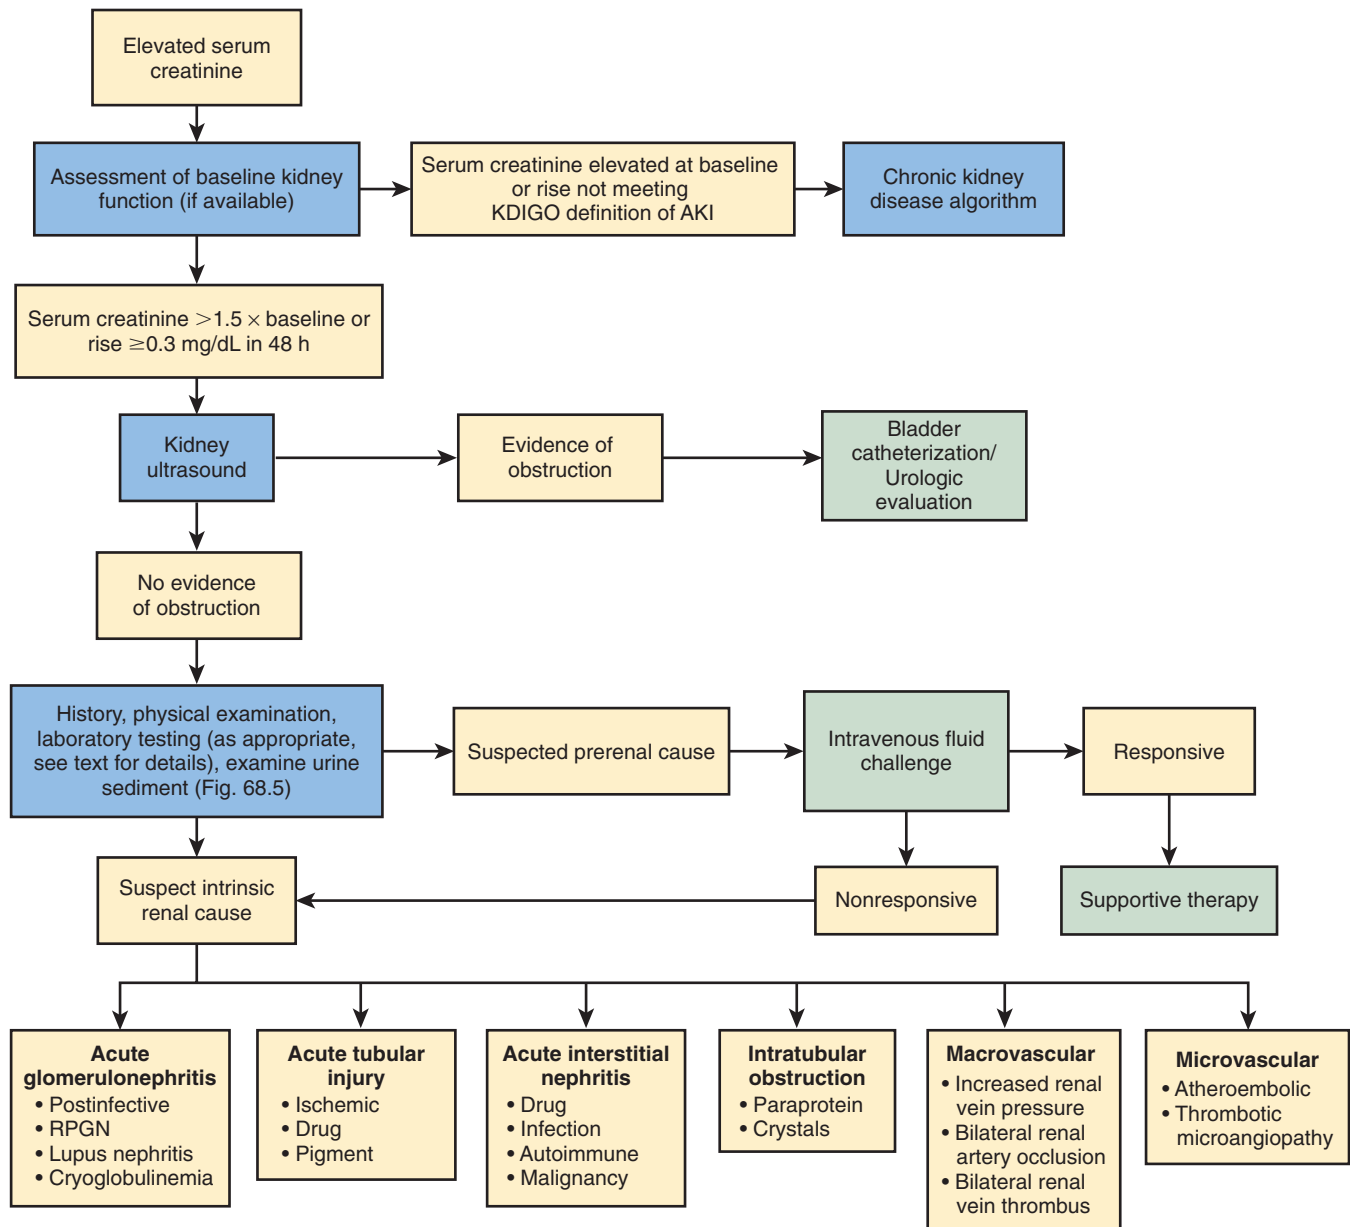 Elevated serum
creatinine
Assessment of baseline kidney
function (if available)
Serum creatinine elevated at baseline
or rise not meeting
KDIGO definition of AKI
Chronic kidney
disease algorithm
Serum creatinine >1.5 × baseline or
rise ≥0.3 mg/dL in 48 h
Kidney
ultrasound
Evidence of
obstruction
Bladder
catheterization/
Urologic
evaluation
No evidence
of obstruction
History, physical examination,
laboratory testing (as appropriate,
see text for details), examine urine
sediment (Fig. 68.5)
Suspected prerenal cause
Intravenous fluid
challenge
Responsive
Suspect intrinsic
renal cause
Nonresponsive
Supportive therapy
Acute
glomerulonephritis
• Postinfective
• RPGN
• Lupus nephritis
• Cryoglobulinemia
Acute tubular
injury
• Ischemic
• Drug
• Pigment
Acute interstitial
nephritis
• Drug
• Infection
• Autoimmune
• Malignancy
Intratubular
obstruction
• Paraprotein
• Crystals
Macrovascular
• Increased renal
vein pressure
• Bilateral renal
artery occlusion
• Bilateral renal
vein thrombus
Microvascular
• Atheroembolic
• Thrombotic
microangiopathy